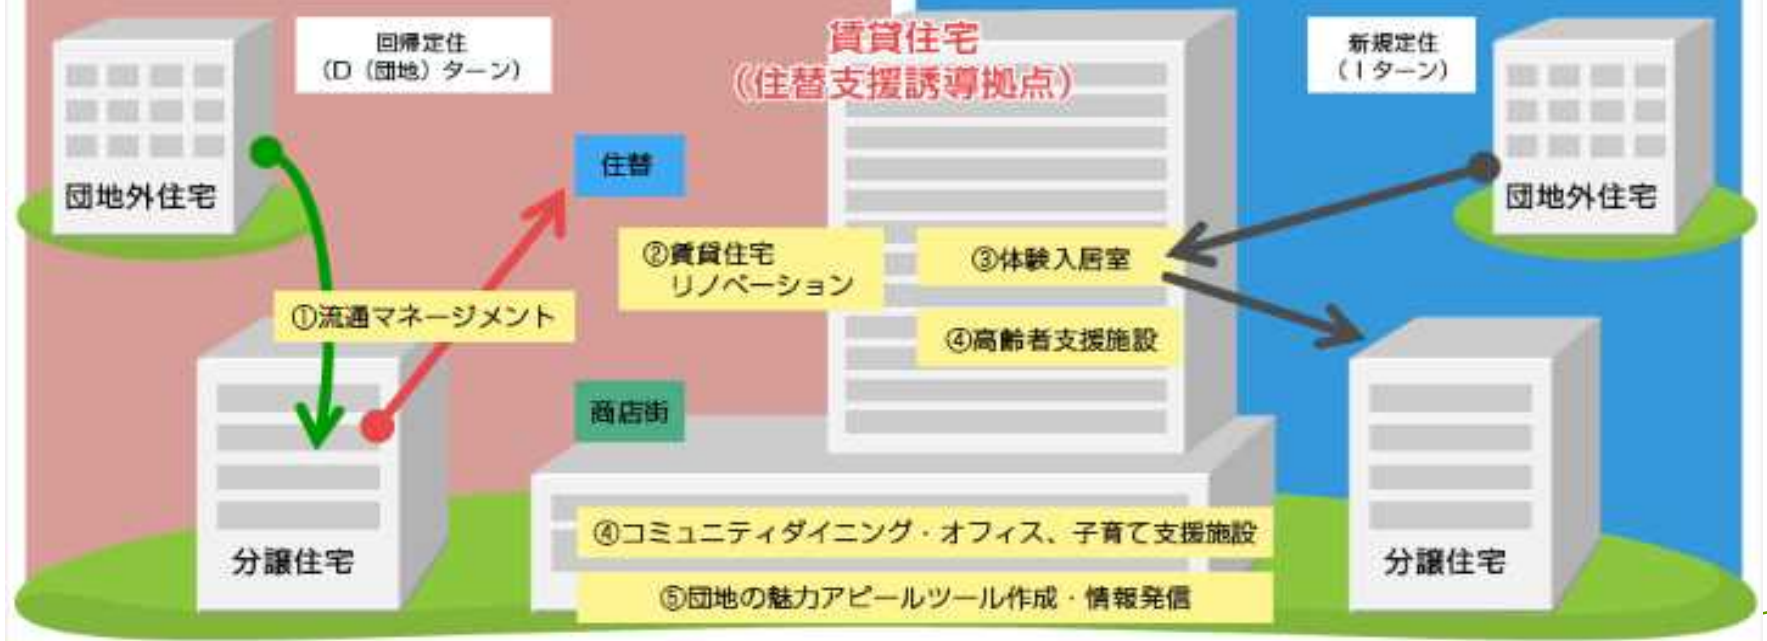 回帰定住
（D（団地）ターン）
賃貸住宅
（住替支援誘導拠点）
新規定住
（Iターン）
団地外住宅
住替
団地外住宅
②賃貸住宅
リノベーション
③体験入居室
①流通マネージメント
④高齢者支援施設
商店街
分譲住宅
④コミュニティダイニング・オフィス、子育て支援施設
分譲住宅
⑤団地の魅力アピールツール作成・情報発信